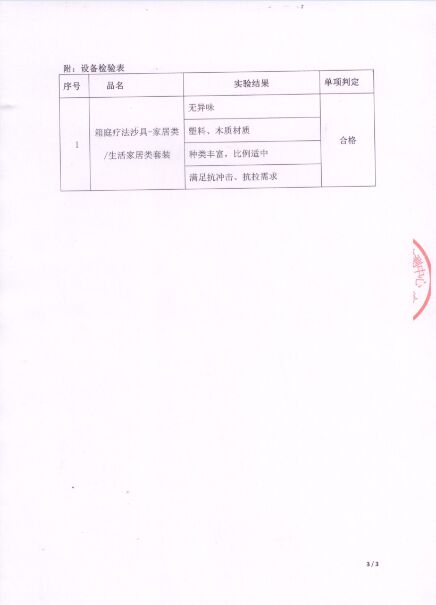 附：设备检验表
序号 品名 实验结果 单项判定
无异味
箱庭疗法沙具-家居类 塑料、木质材质
1 合格
/生活家居类套装 种类丰富，比例适中
满足抗冲击、抗拉需求
中心
3 / 3